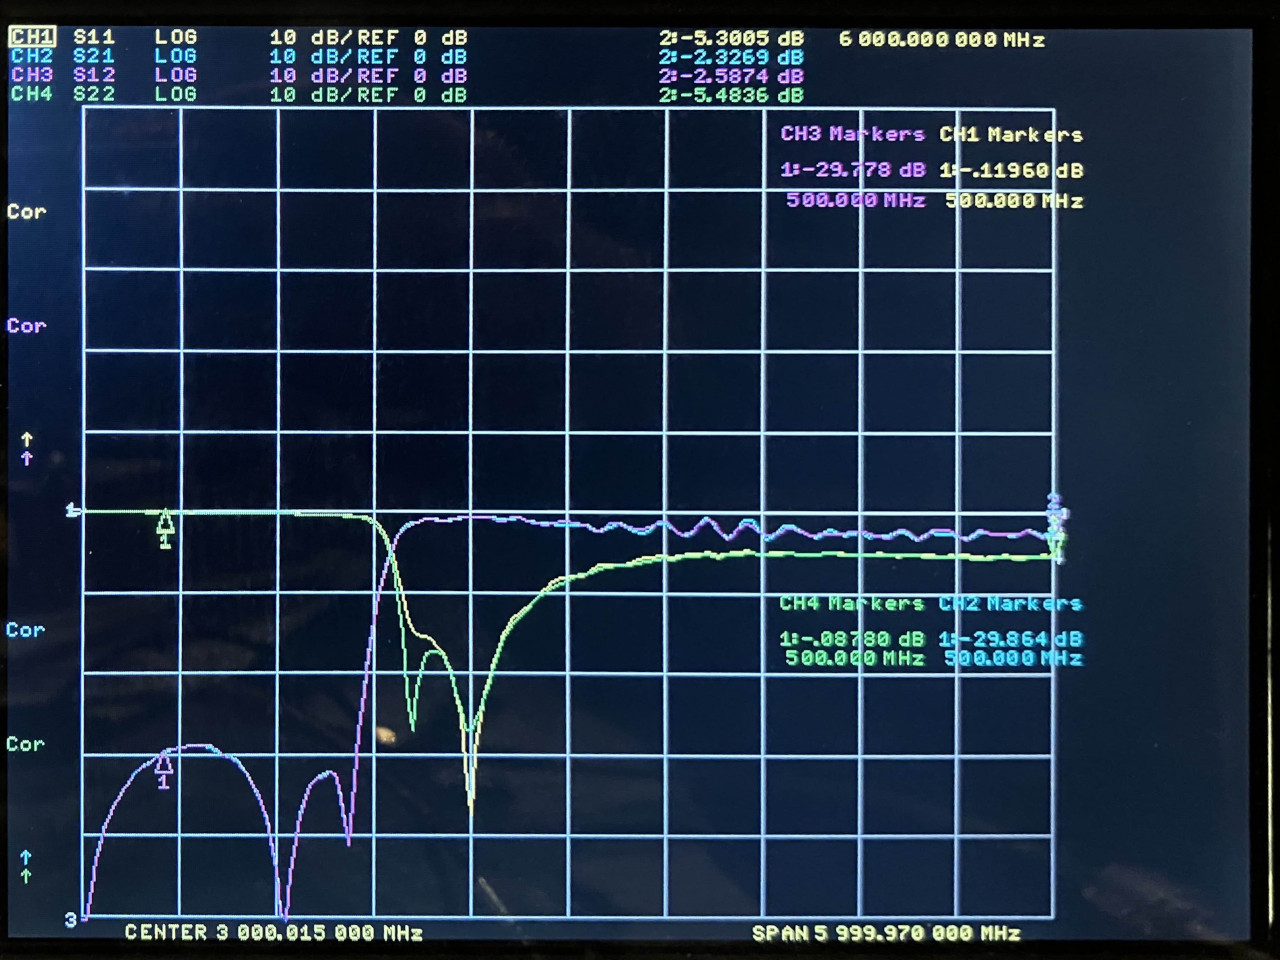 CH1 S11 LOG 10 dB/REF 0 dB 2:-5.3005 dB 6 000.000 000 MHz
CH2 S21 LOG 10 dB/REF 0 dB 2:-2.3269 dB
CH3 S12 LOG 10 dB/REF 0 dB 2:-2.5874 dB
CH4 S22 LOG 10 dB/REF 0 dB 2:-5.4836 dB
CH3 Markers CH1 Markers
1:-29.778 dB 1:-.11960 dB
500.000 MHz 500.000 MHz
Cor
Cor
↑
↑
1
1
CH4 Markers CH2 Markers
1:-.08780 dB 1:-29.864 dB
500.000 MHz 500.000 MHz
Cor
Cor
1
↑
↑
3
CENTER 3 000.015 000 MHz SPAN 5 999.970 000 MHz